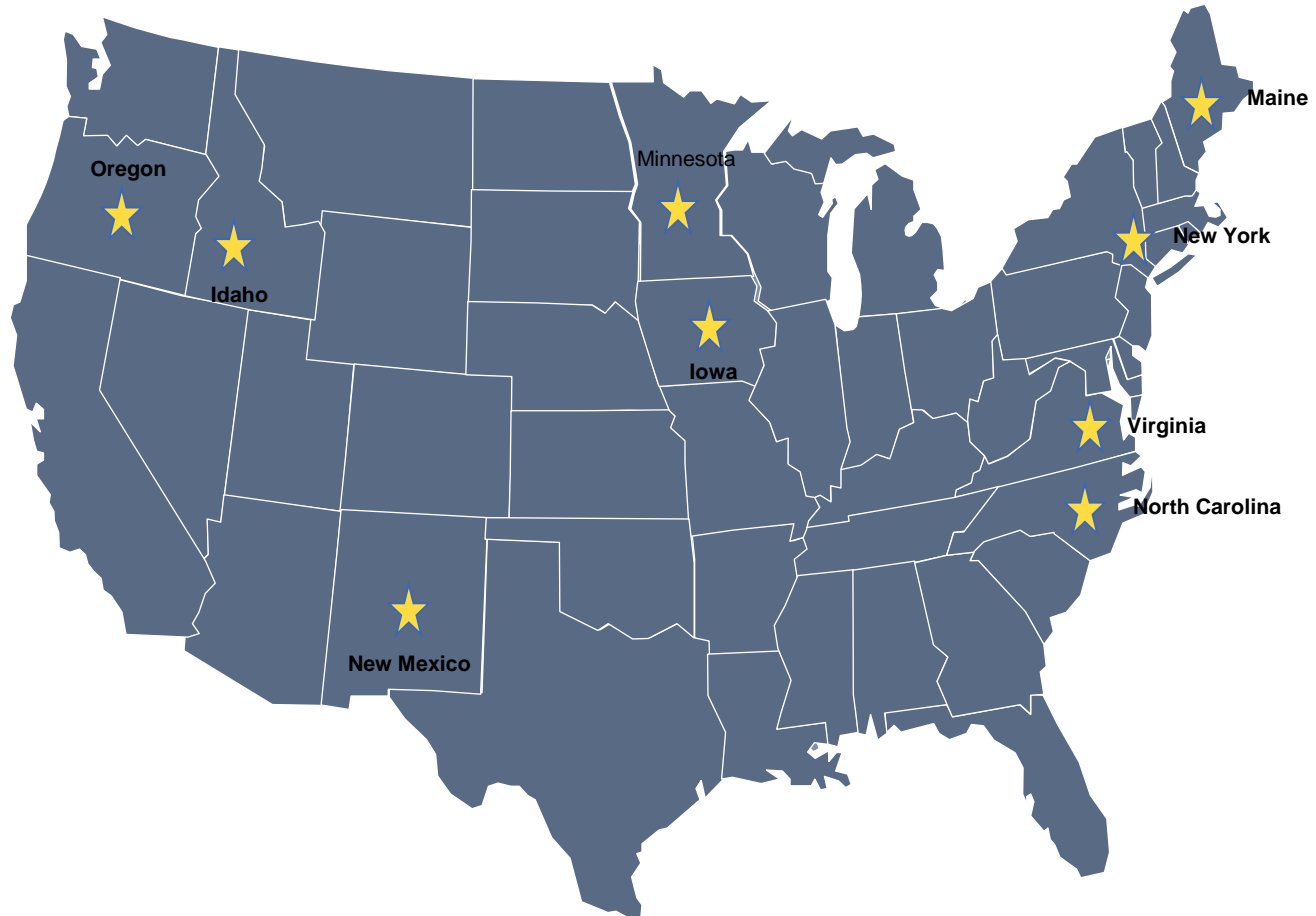 Maine
Minnesota
Oregon
New York
Idaho
Iowa
Virginia
North Carolina
New Mexico